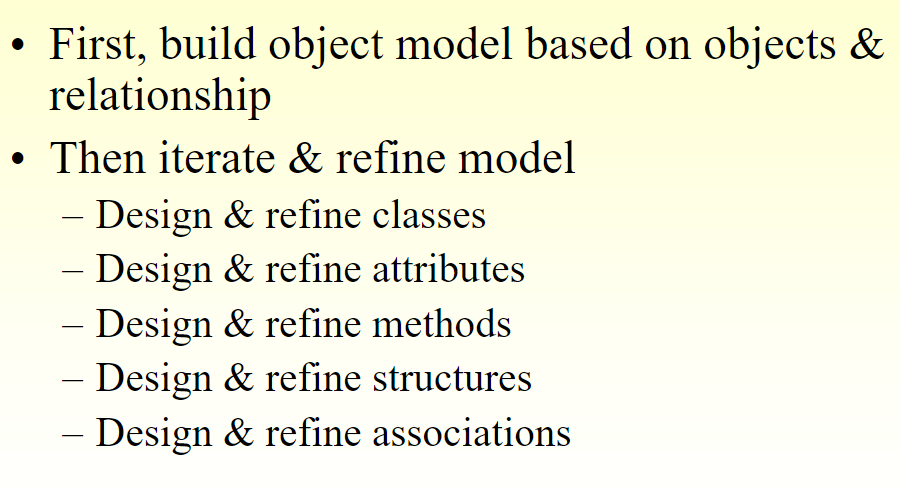 • First, build object model based on objects &
relationship
• Then iterate & refine model
– Design & refine classes
– Design & refine attributes
– Design & refine methods
– Design & refine structures
– Design & refine associations